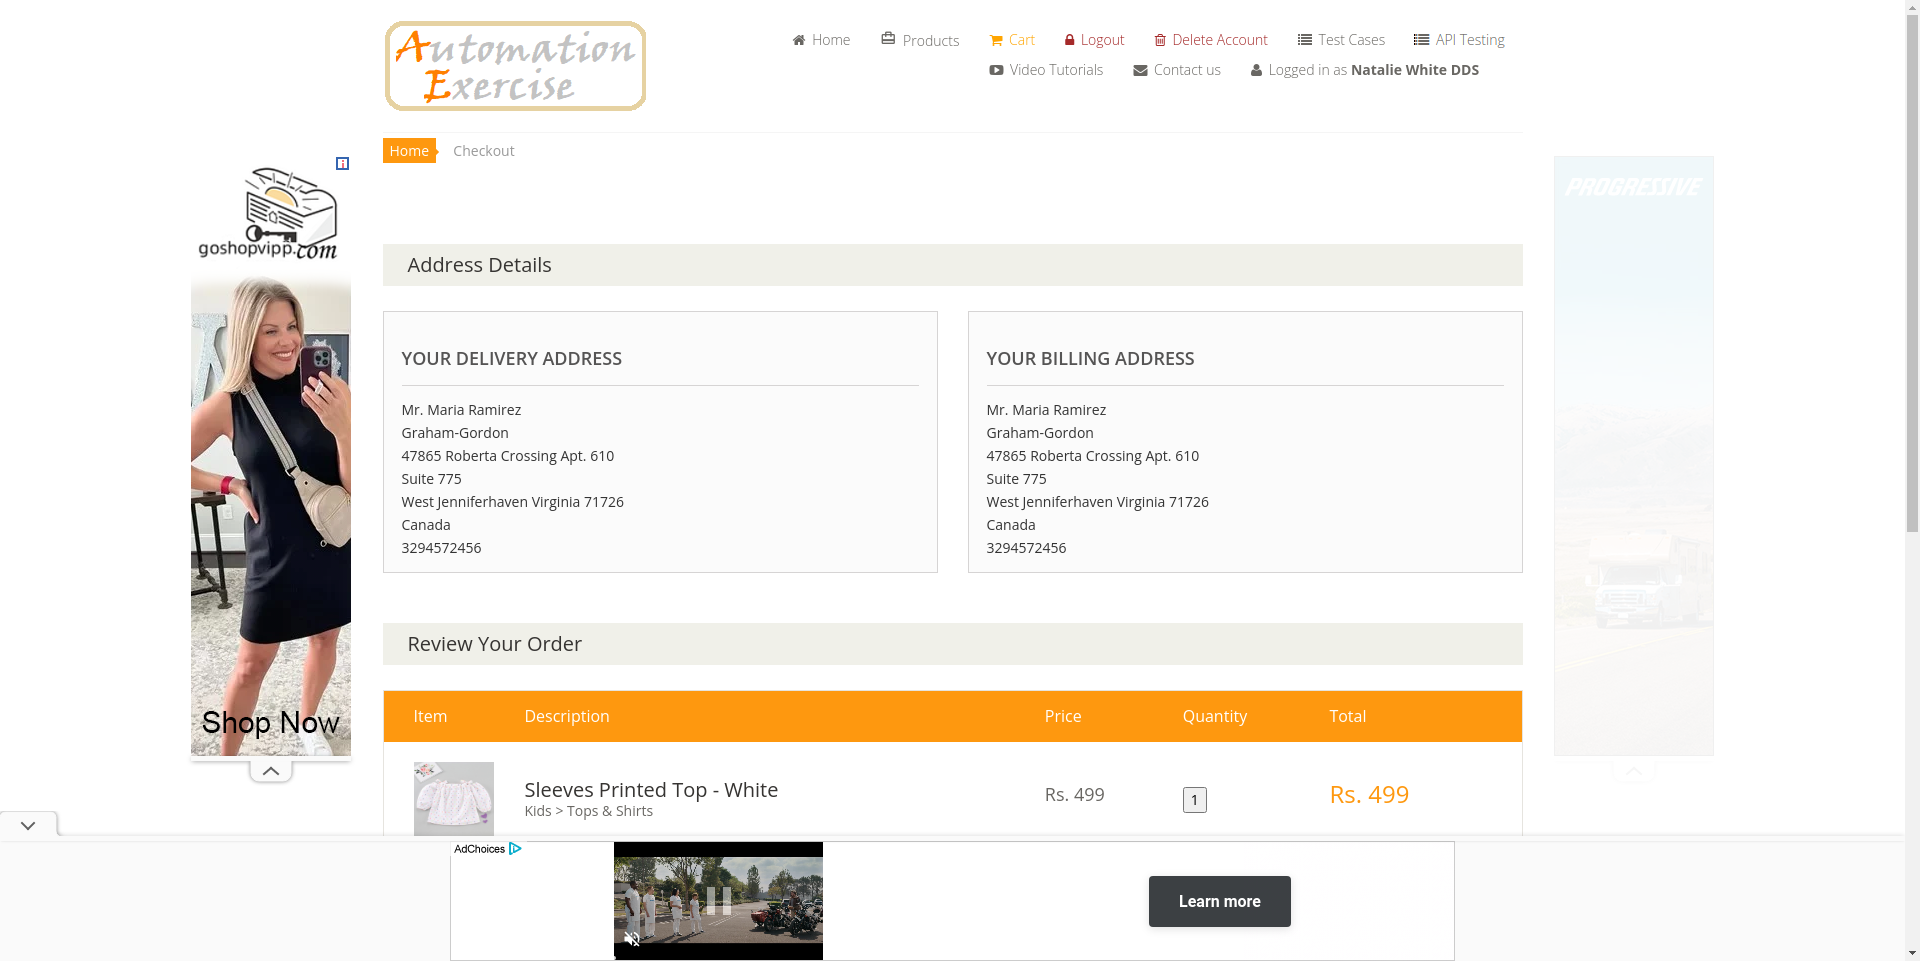 Automation
Exercise
Home
Products
Cart
Logout
Delete Account
Test Cases
API Testing
Video Tutorials
Contact us
Logged in as Natalie White DDS
Home
Checkout
goshopvipp.com
Shop Now
PROGRESSIVE
Address Details
YOUR DELIVERY ADDRESS
Mr. Maria Ramirez
Graham-Gordon
47865 Roberta Crossing Apt. 610
Suite 775
West Jenniferhaven Virginia 71726
Canada
3294572456
YOUR BILLING ADDRESS
Mr. Maria Ramirez
Graham-Gordon
47865 Roberta Crossing Apt. 610
Suite 775
West Jenniferhaven Virginia 71726
Canada
3294572456
Review Your Order
Item Description Price Quantity Total
Sleeves Printed Top - White
Kids > Tops & Shirts
Rs. 499
1
Rs. 499
AdChoices
Learn more